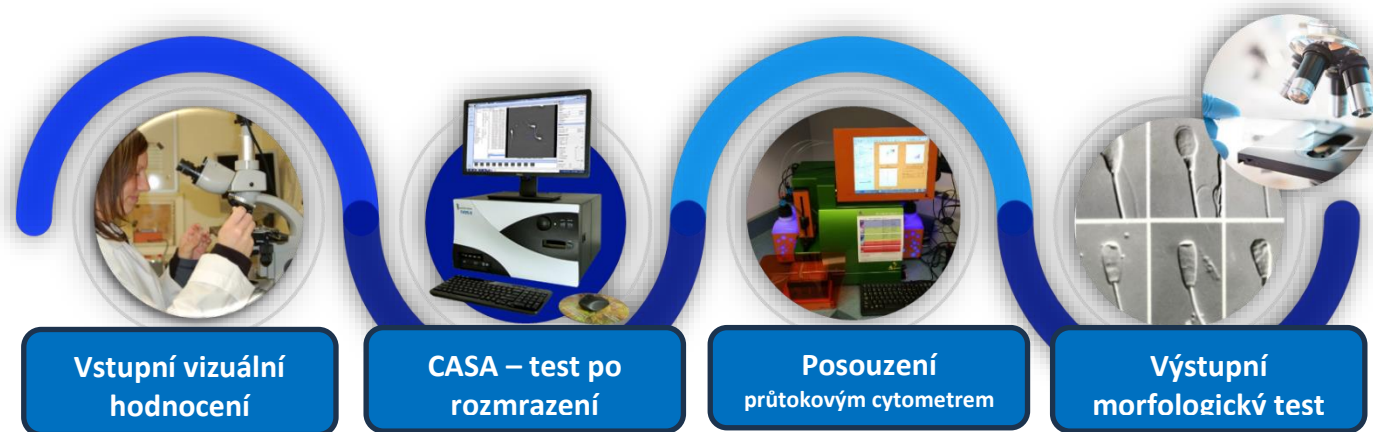 Vstupní vizuální
hodnocení
CASA – test po
rozmrazení
Posouzení
průtokovým cytometrem
Výstupní
morfologický test